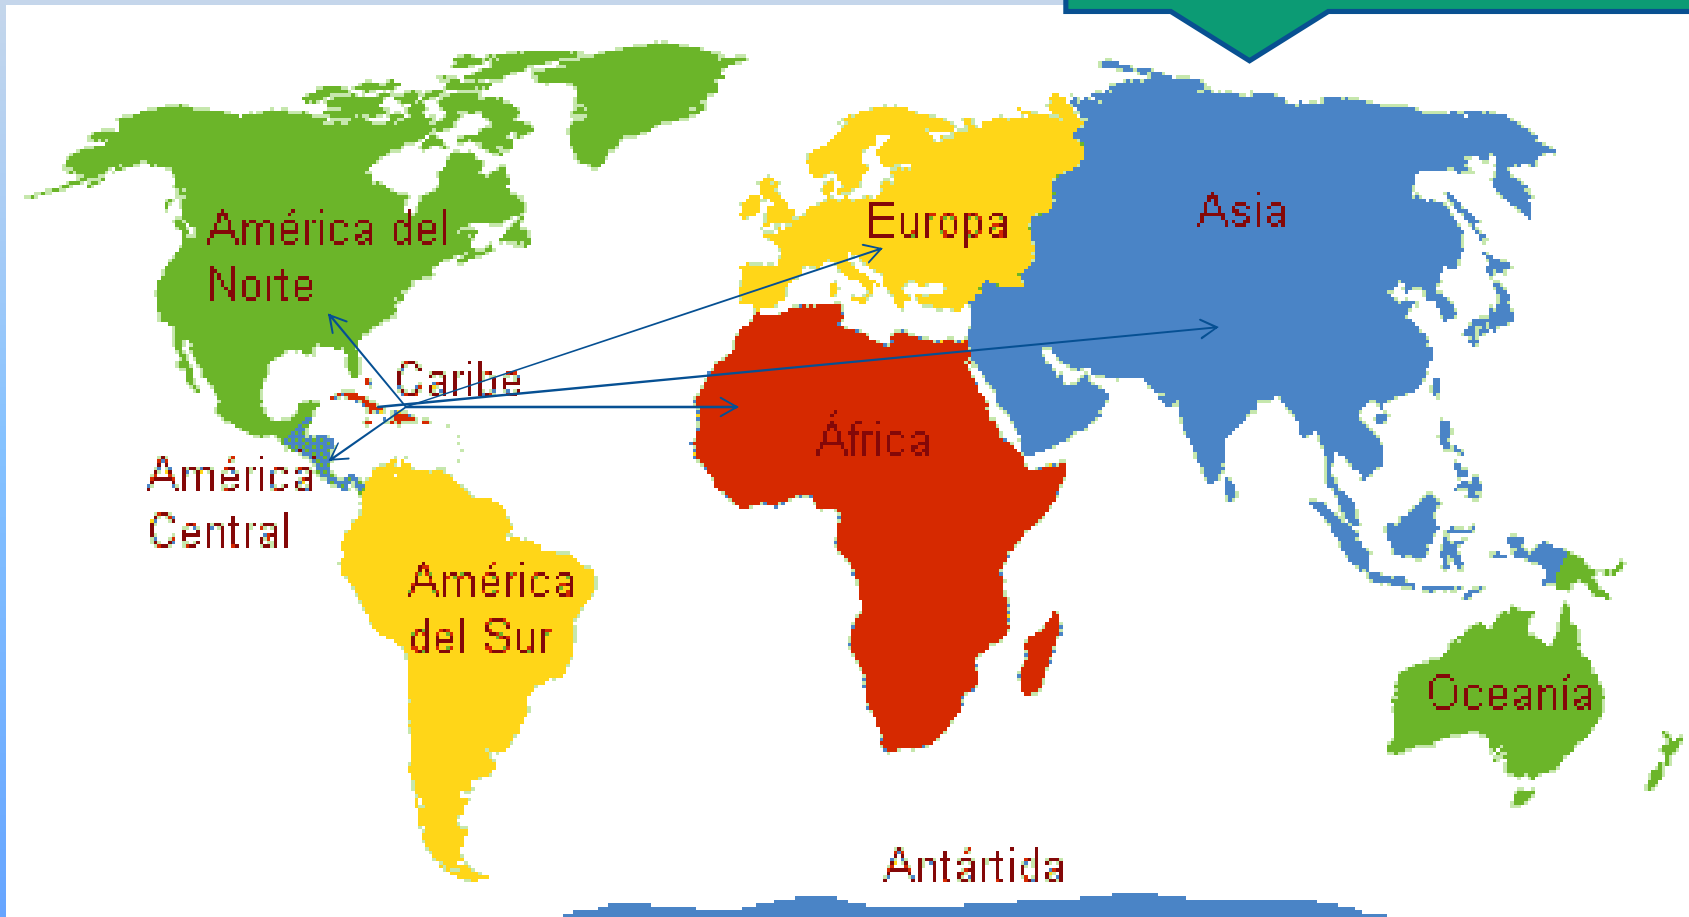 América del
Norte
Europa
Asia
Caribe
África
América
Central
América
del Sur
Oceanía
Antártida